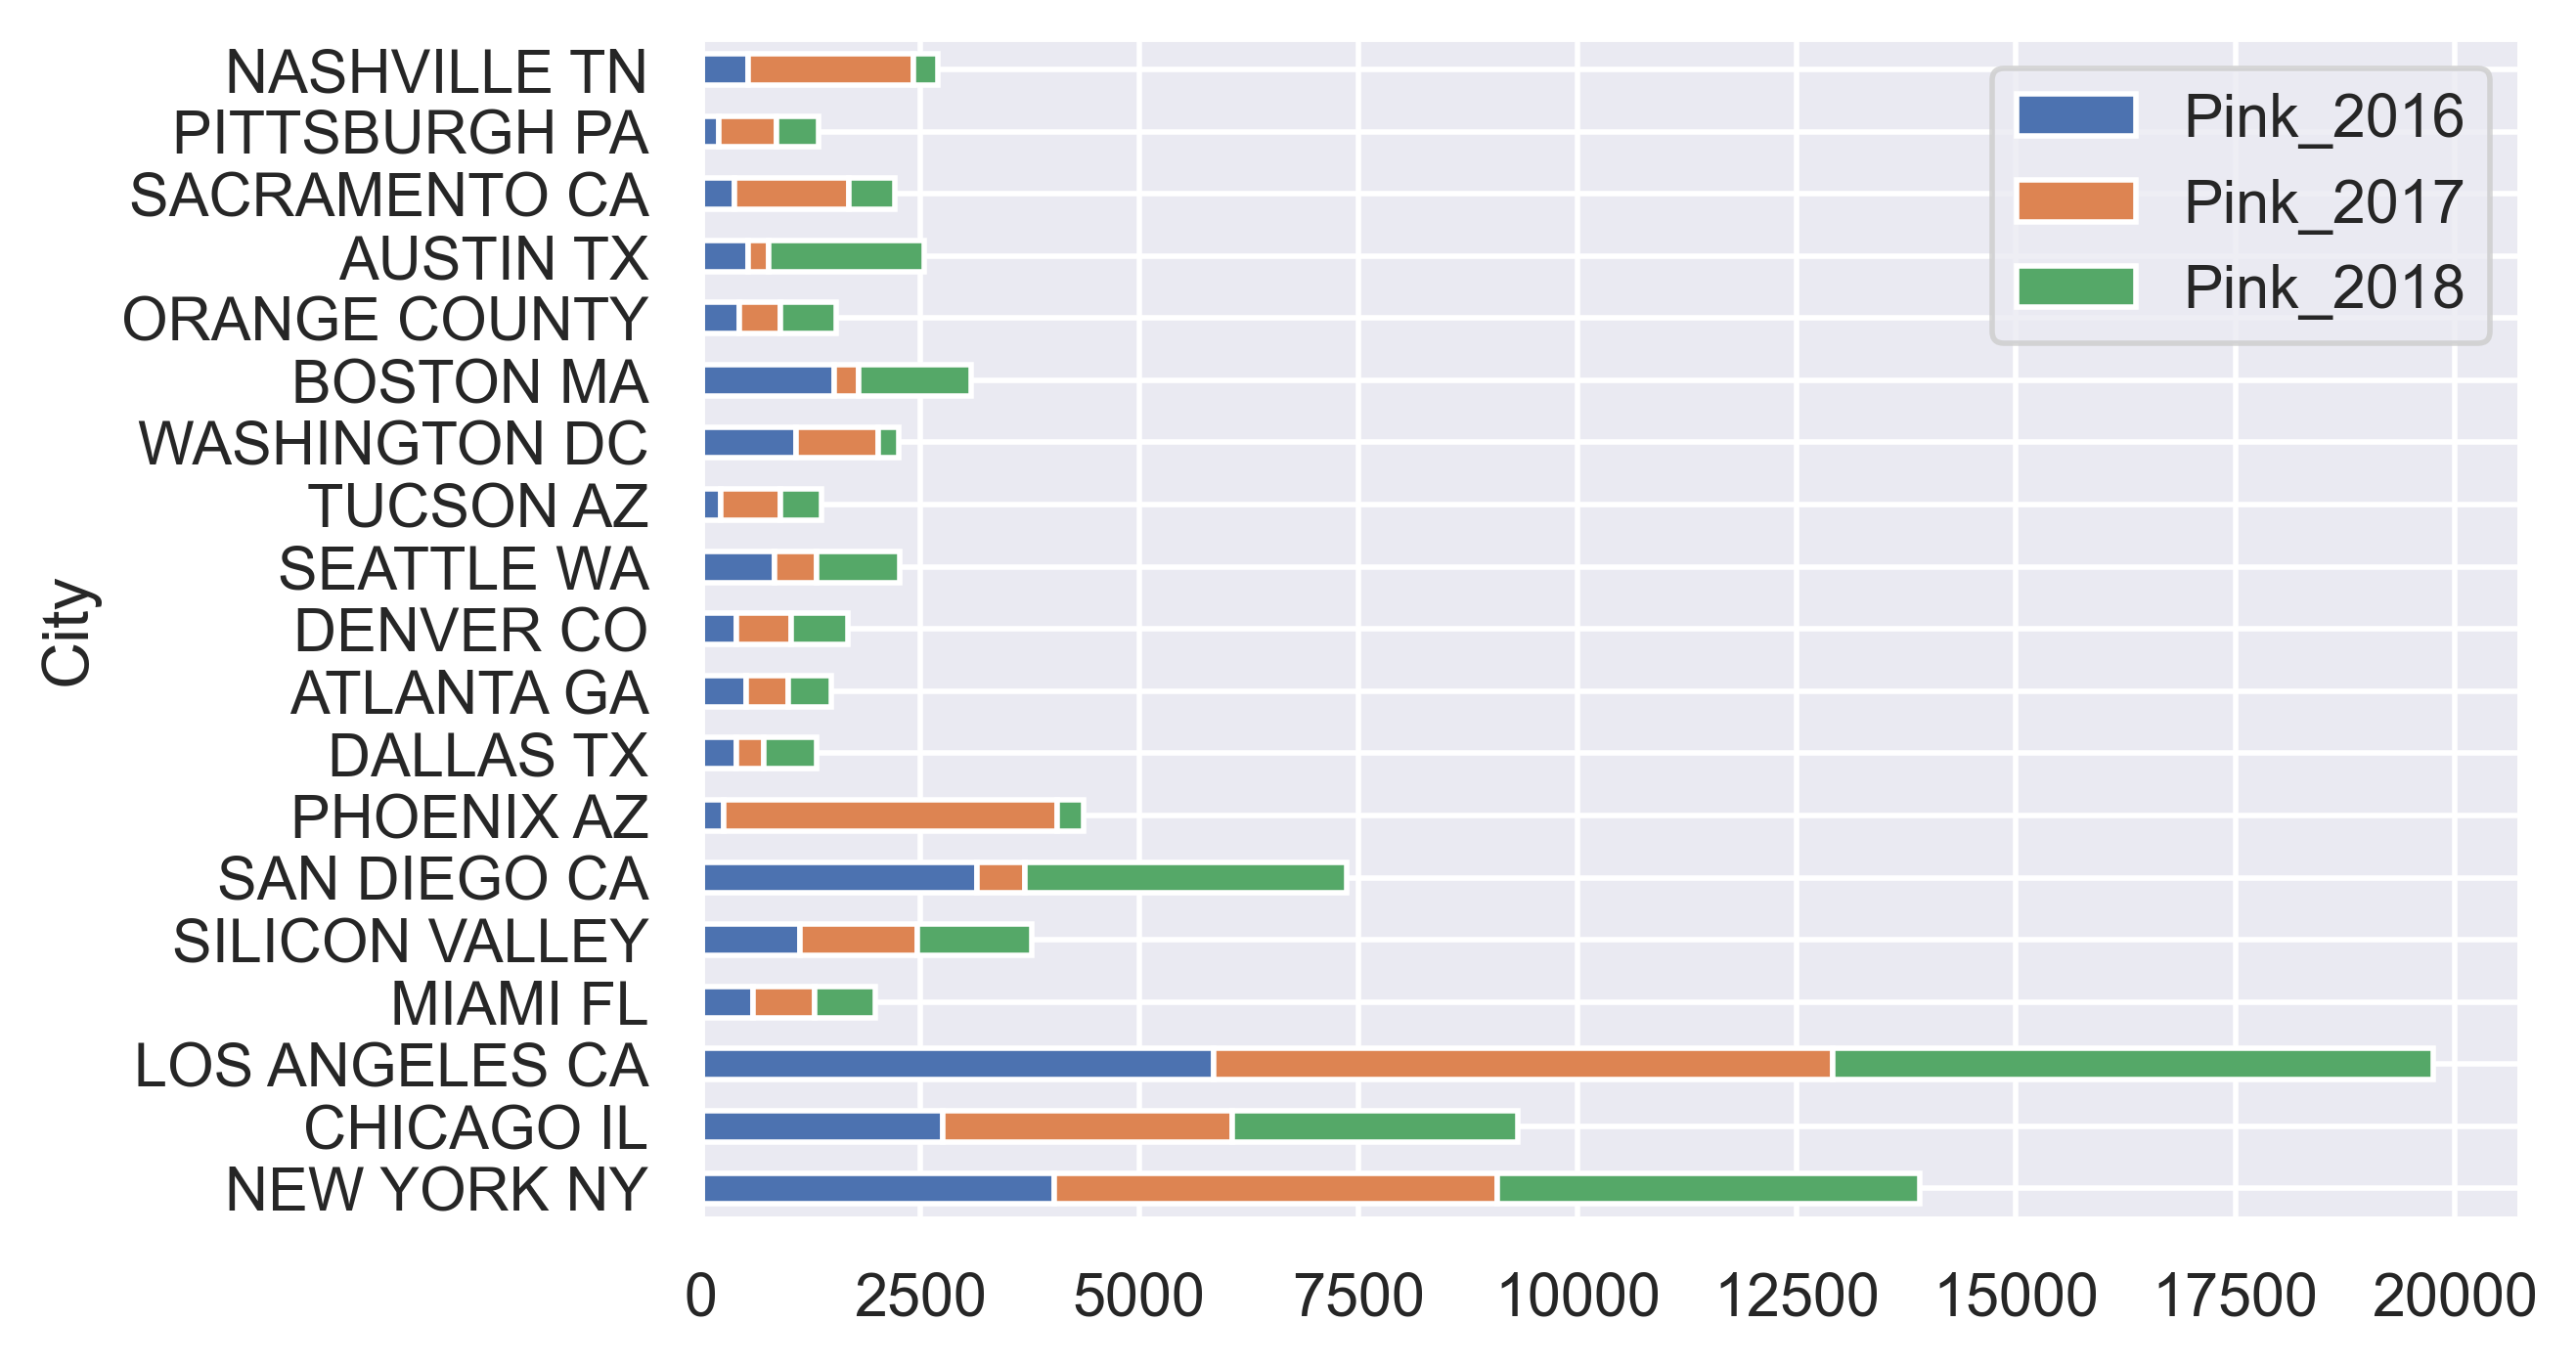 NASHVILLE TN
PITTSBURGH PA
SACRAMENTO CA
AUSTIN TX
ORANGE COUNTY
BOSTON MA
WASHINGTON DC
TUCSON AZ
SEATTLE WA
DENVER CO
ATLANTA GA
DALLAS TX
PHOENIX AZ
SAN DIEGO CA
SILICON VALLEY
MIAMI FL
LOS ANGELES CA
CHICAGO IL
NEW YORK NY
City
Pink_2016
Pink_2017
Pink_2018
0 2500 5000 7500 10000 12500 15000 17500 20000